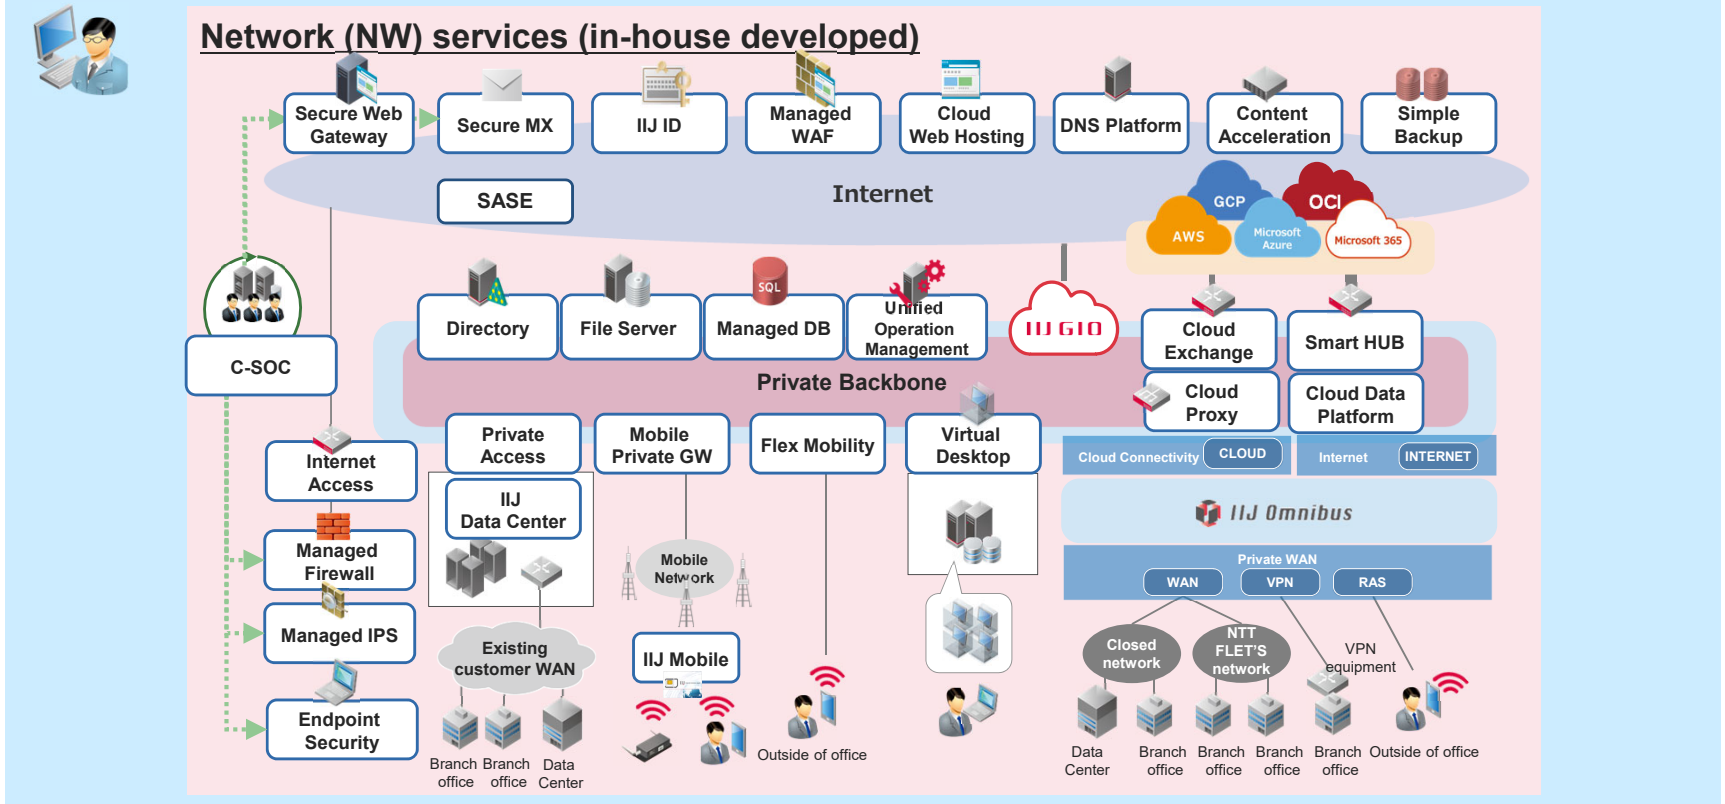 Network (NW) services (in-house developed)
Secure Web
Gateway
Secure MX
IIJ ID
Managed
WAF
Cloud
Web Hosting
DNS Platform
Content
Acceleration
Simple
Backup
SASE
Internet
GCP
OCI
AWS
Microsoft
Azure
Microsoft 365
C-SOC
Directory
File Server
SQL
Managed DB
Unified
Operation
Management
IIJ GIO
Cloud
Exchange
Smart HUB
Private Backbone
Cloud
Proxy
Cloud Data
Platform
Internet
Access
Private
Access
Mobile
Private GW
Flex Mobility
Virtual
Desktop
Cloud Connectivity
CLOUD
Internet
INTERNET
IIJ
Data Center
IIJ Omnibus
Managed
Firewall
Mobile
Network
Private WAN
WAN
VPN
RAS
Managed IPS
Existing
customer WAN
IIJ Mobile
IIJ
Closed
network
NTT
FLET'S
network
VPN
equipment
Endpoint
Security
Branch
office
Branch
office
Data
Center
Outside of office
Data
Center
Branch
office
Branch
office
Branch
office
Branch
office
Outside of office